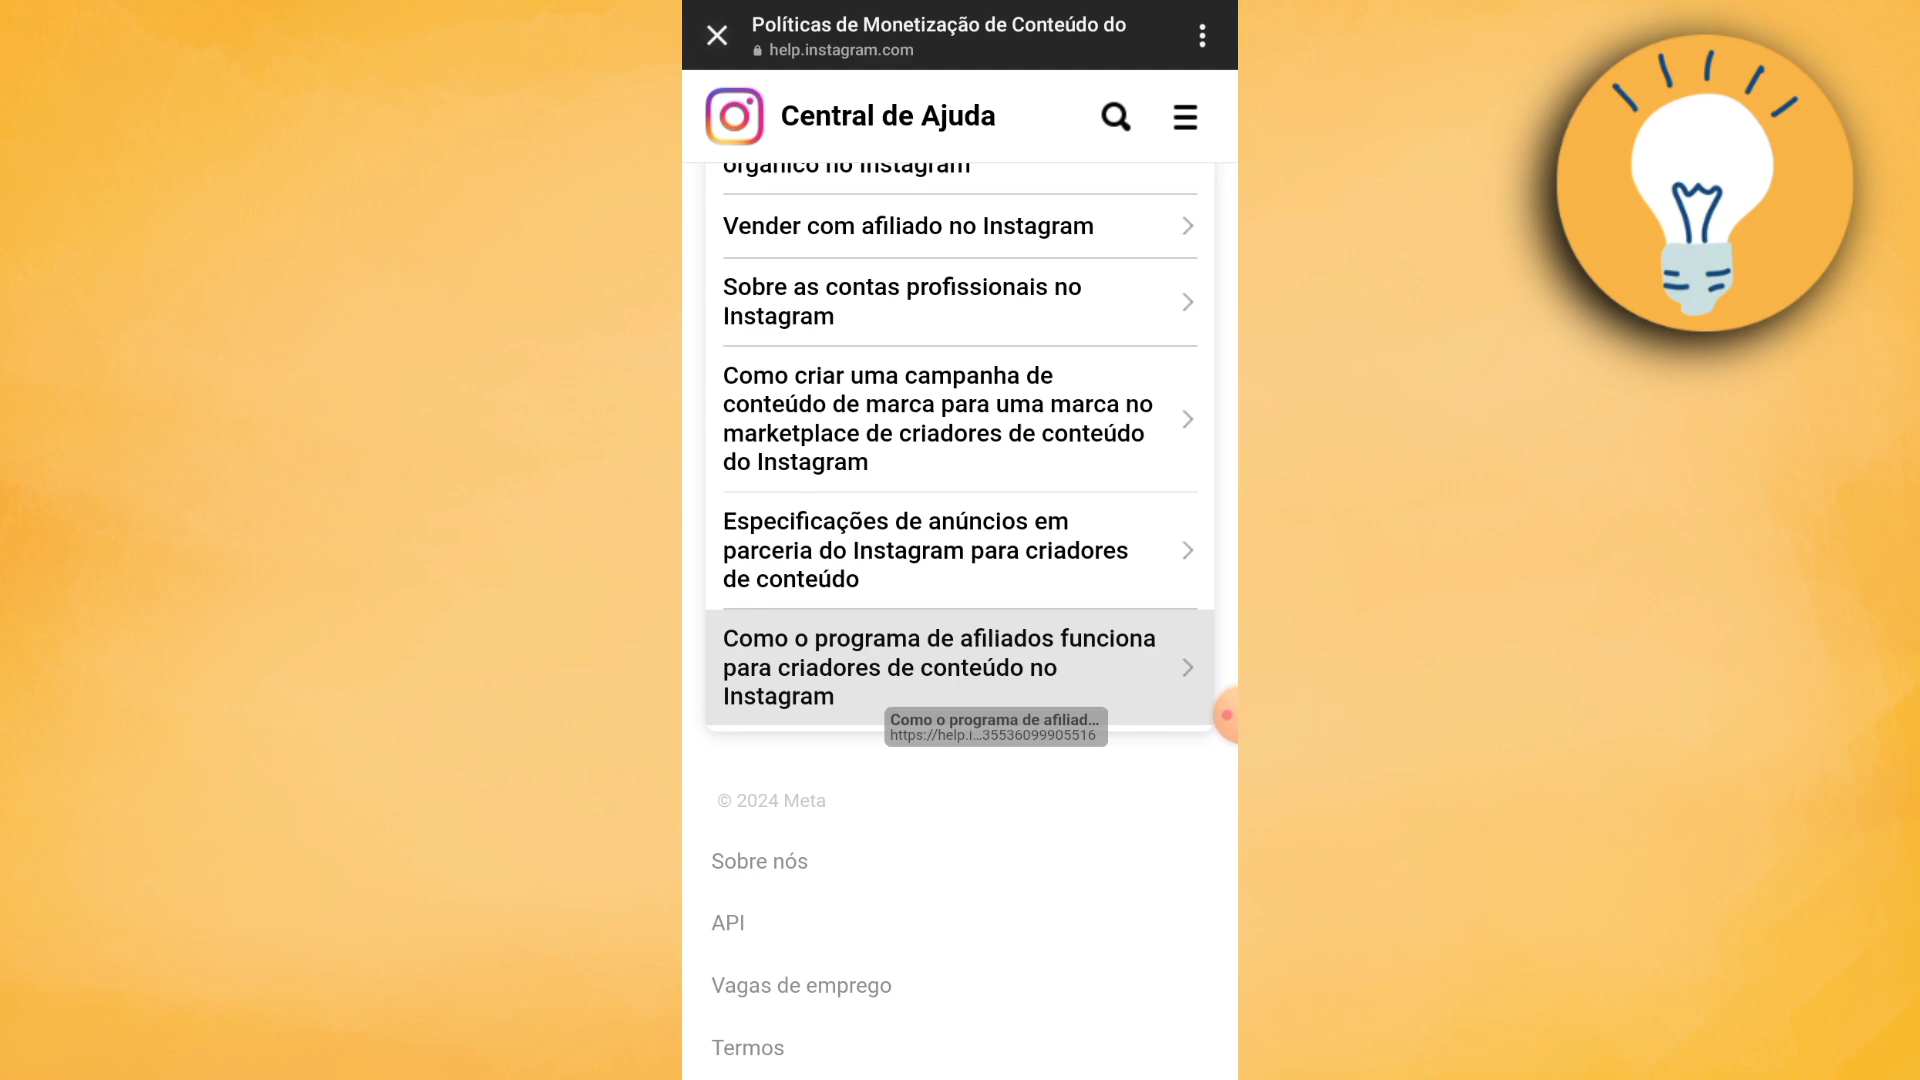 Políticas de Monetização de Conteúdo do
help.instagram.com
Central de Ajuda
orgânico no Instagram
Vender com afiliado no Instagram
Sobre as contas profissionais no
Instagram
Como criar uma campanha de
conteúdo de marca para uma marca no
marketplace de criadores de conteúdo
do Instagram
Especificações de anúncios em
parceria do Instagram para criadores
de conteúdo
Como o programa de afiliados funciona
para criadores de conteúdo no
Instagram
Como o programa de afiliad...
https://help.i...35536099905516
© 2024 Meta
Sobre nós
API
Vagas de emprego
Termos